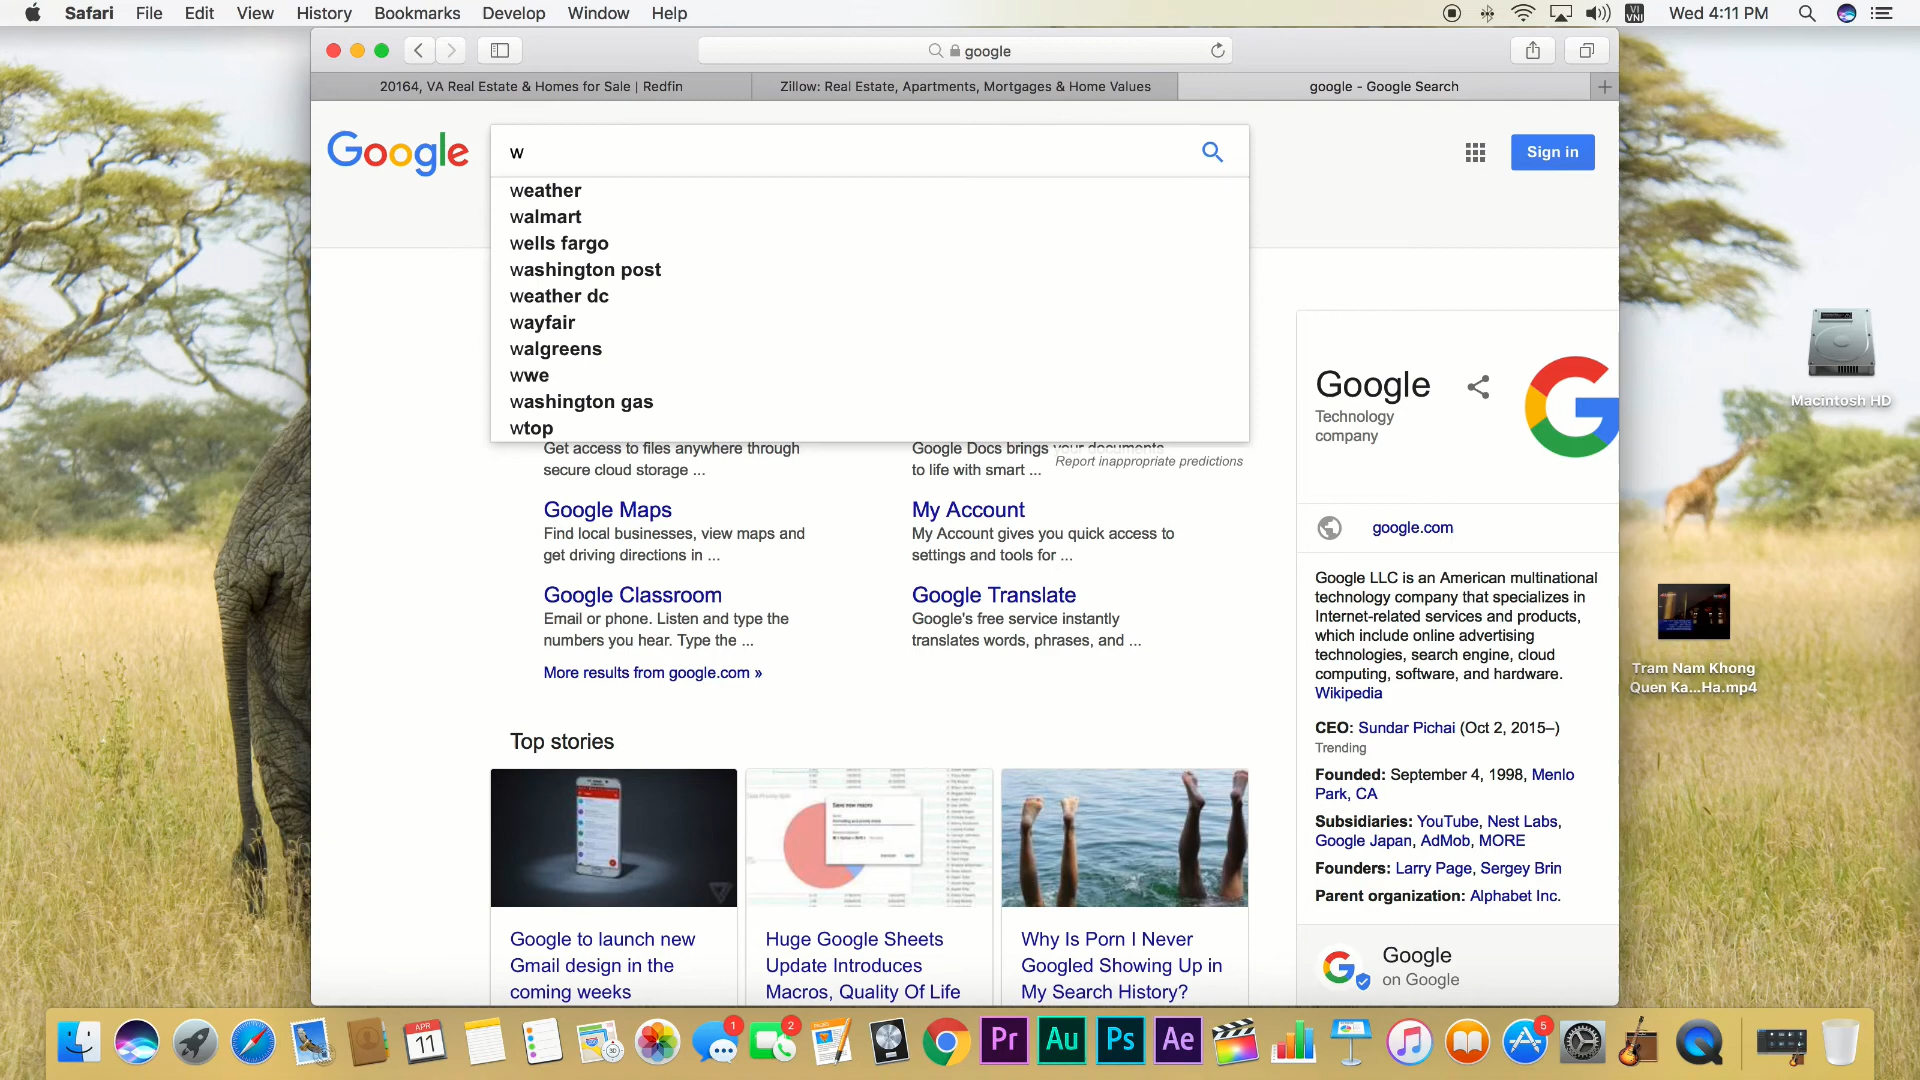 Safari File Edit View History Bookmarks Develop Window Help
VI
VNI
Wed 4:11 PM
google
20164, VA Real Estate & Homes for Sale | Redfin
Zillow: Real Estate, Apartments, Mortgages & Home Values
google - Google Search
Google
w
Sign in
weather
walmart
wells fargo
washington post
weather dc
wayfair
walgreens
wwe
washington gas
wtop
Report inappropriate predictions
Get access to files anywhere through
secure cloud storage ...
Google Docs brings your documents
to life with smart ...
Google Maps
Find local businesses, view maps and
get driving directions in ...
My Account
My Account gives you quick access to
settings and tools for ...
Google Classroom
Email or phone. Listen and type the
numbers you hear. Type the ...
Google Translate
Google's free service instantly
translates words, phrases, and ...
More results from google.com »
Top stories
Save new macro
Google to launch new
Gmail design in the
coming weeks
Huge Google Sheets
Update Introduces
Macros, Quality Of Life
Why Is Porn I Never
Googled Showing Up in
My Search History?
Google
Technology
company
google.com
Google LLC is an American multinational
technology company that specializes in
Internet-related services and products,
which include online advertising
technologies, search engine, cloud
computing, software, and hardware.
Wikipedia
CEO: Sundar Pichai (Oct 2, 2015–)
Trending
Founded: September 4, 1998, Menlo
Park, CA
Subsidiaries: YouTube, Nest Labs,
Google Japan, AdMob, MORE
Founders: Larry Page, Sergey Brin
Parent organization: Alphabet Inc.
Google
on Google
Macintosh HD
Tram Nam Khong
Quen Ka...Ha.mp4
APR
11
1
2
Pr
Au
Ps
Ae
5